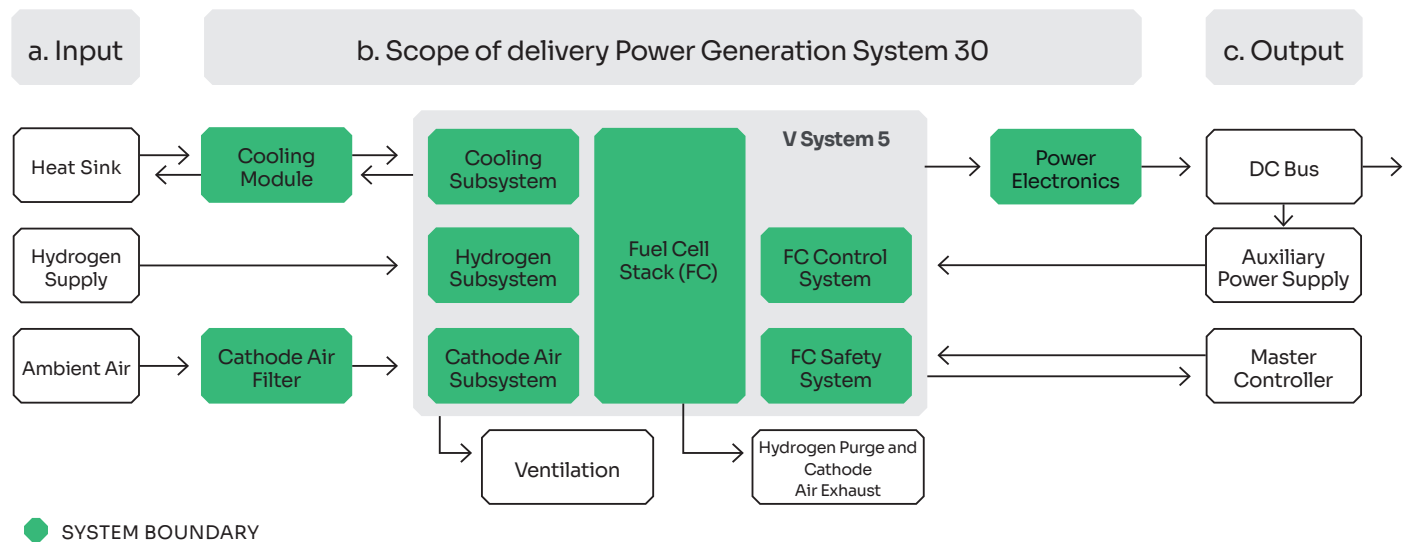 a. Input
b. Scope of delivery Power Generation System 30
c. Output
Heat Sink
Cooling
Module
Cooling
Subsystem
V System 5
Power
Electronics
DC Bus
Hydrogen
Supply
Hydrogen
Subsystem
Fuel Cell
Stack (FC)
FC Control
System
Auxiliary
Power Supply
Ambient Air
Cathode Air
Filter
Cathode Air
Subsystem
FC Safety
System
Master
Controller
Ventilation
Hydrogen Purge and
Cathode
Air Exhaust
SYSTEM BOUNDARY